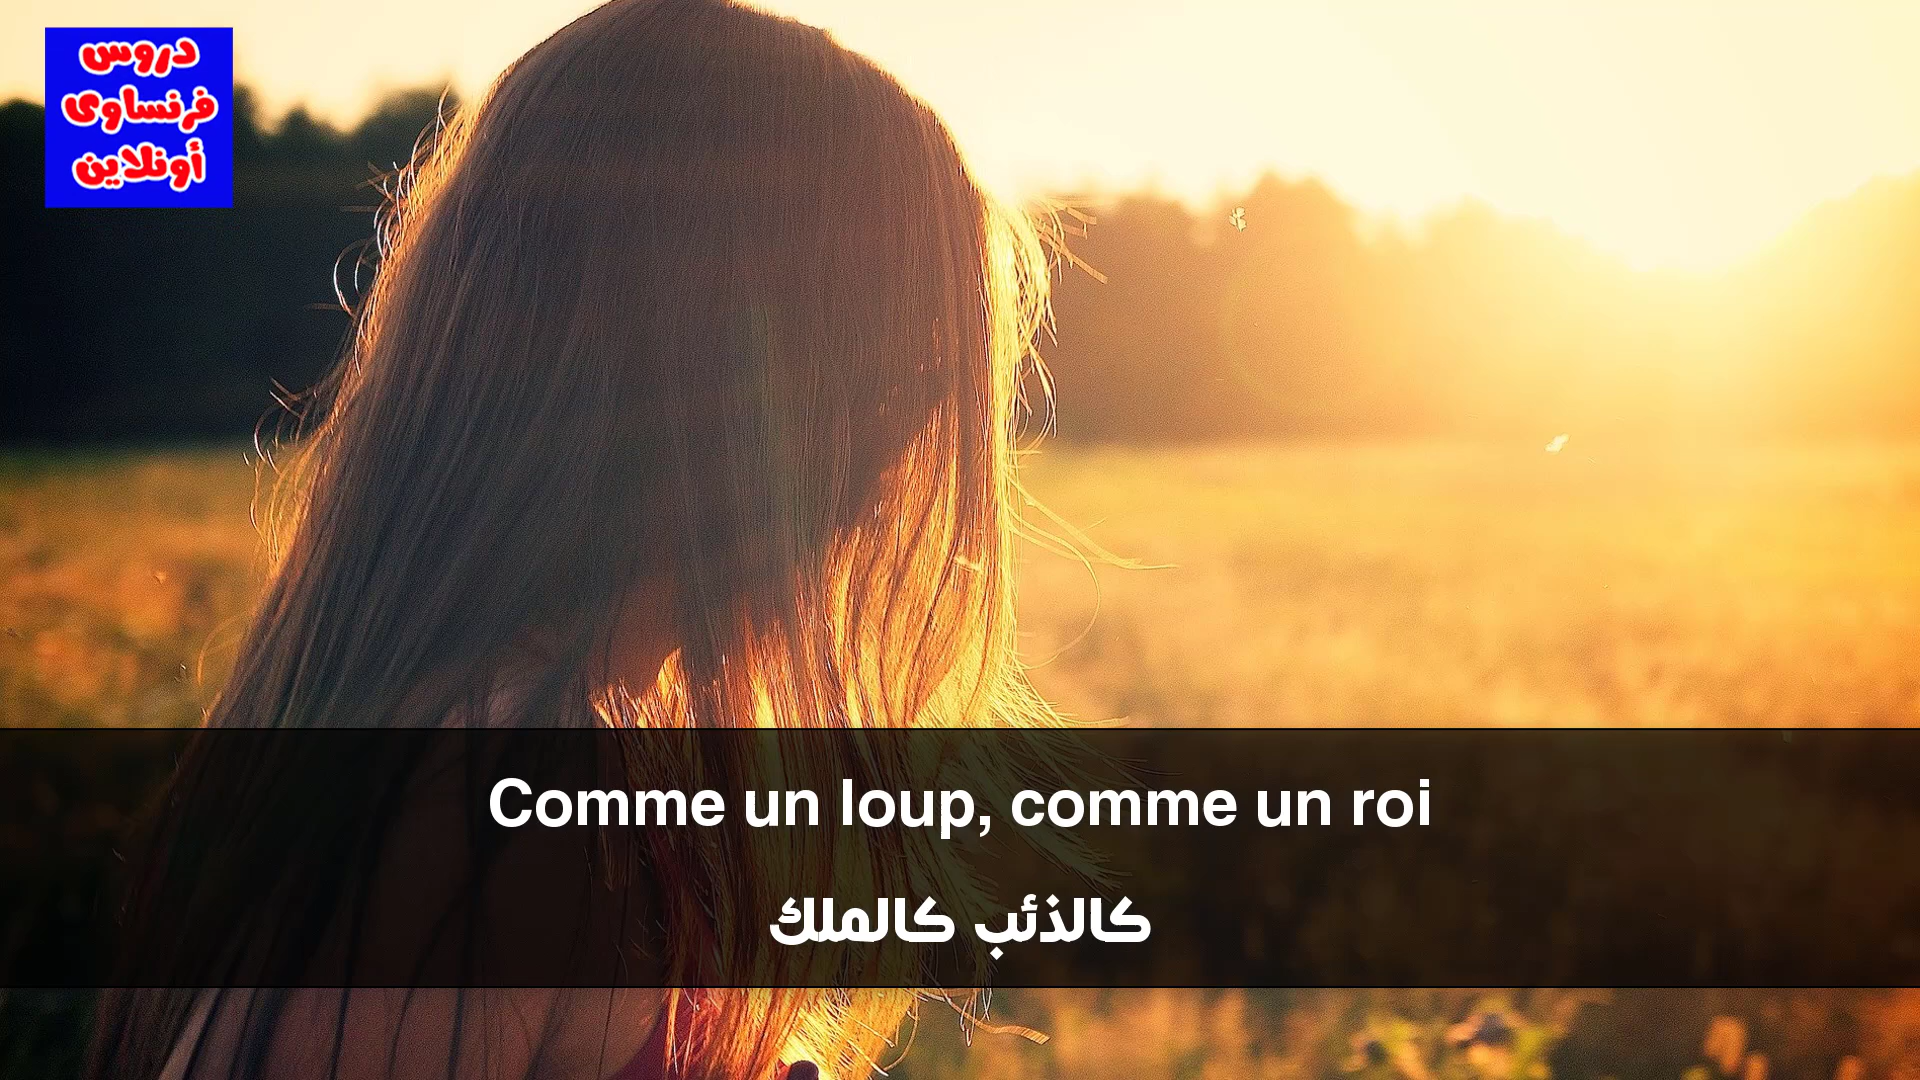 دروس
فرنساوى
أونلاين
Comme un loup, comme un roi
كالذئب كالملك